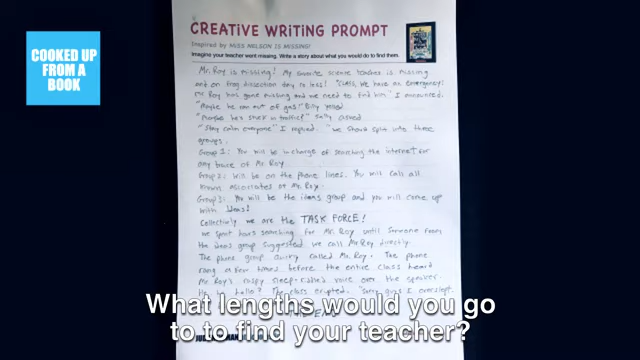 COOKED UP
FROM A
BOOK
CREATIVE WRITING PROMPT
Inspired by MISS NELSON IS MISSING!
Imagine your teacher went missing. Write a story about what you would do to find them.
Mr. Roy is missing! My favorite science teacher is missing
and on frog dissection day no less! "Class, we have an emergency!
Mr. Roy has gone missing and we need to find him" I announced.
"Maybe he ran out of gas" Billy
"Maybe he's stuck in traffic!" Sally
"Stay calm everyone" I replied. "We should split into three
groups.
Group 1: You will be in charge of searching the internet for
any trace of Mr. Roy.
Group 2: Will be on the phone lines. You will call all
known associates of Mr. Roy.
Group 3: You will be the ideas group and you will come up
with ideas!
Collectively we are the TASK FORCE!
We spent hours searching for Mr. Roy until someone from
the ideas group suggested we call Mr. Roy directly.
The phone group quickly called Mr. Roy. The phone
rang a few times before the entire class heard
Mr. Roy's raspy sleep-riddled voice over the speaker.
hello? The class erupted. "Sorry guys I overslept.
THE END
What lengths would you go
to to find your teacher?